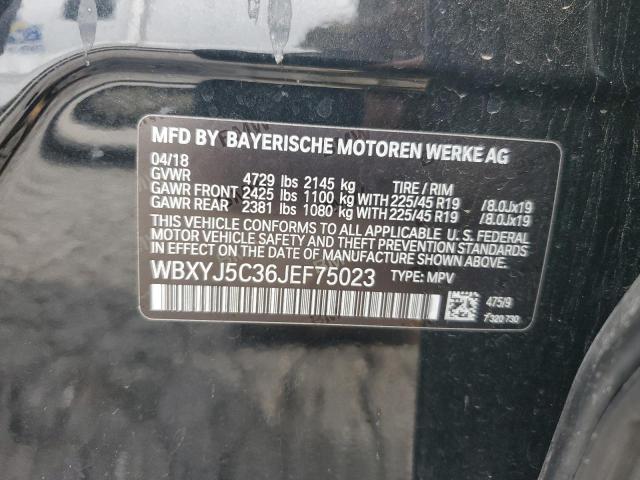 MFD BY BAYERISCHE MOTOREN WERKE AG
04/18
GVWR 4729 lbs 2145 kg TIRE / RIM
GAWR FRONT 2425 lbs 1100 kg WITH 225/45 R19 /8.0Jx19
GAWR REAR 2381 lbs 1080 kg WITH 225/45 R19 /8.0Jx19
THIS VEHICLE CONFORMS TO ALL APPLICABLE U. S. FEDERAL
MOTOR VEHICLE SAFETY AND THEFT PREVENTION STANDARDS
IN EFFECT ON THE DATE OF MANUFACTURE SHOWN ABOVE.
WBXYJ5C36JEF75023 TYPE: MPV
475/9
7 320 730